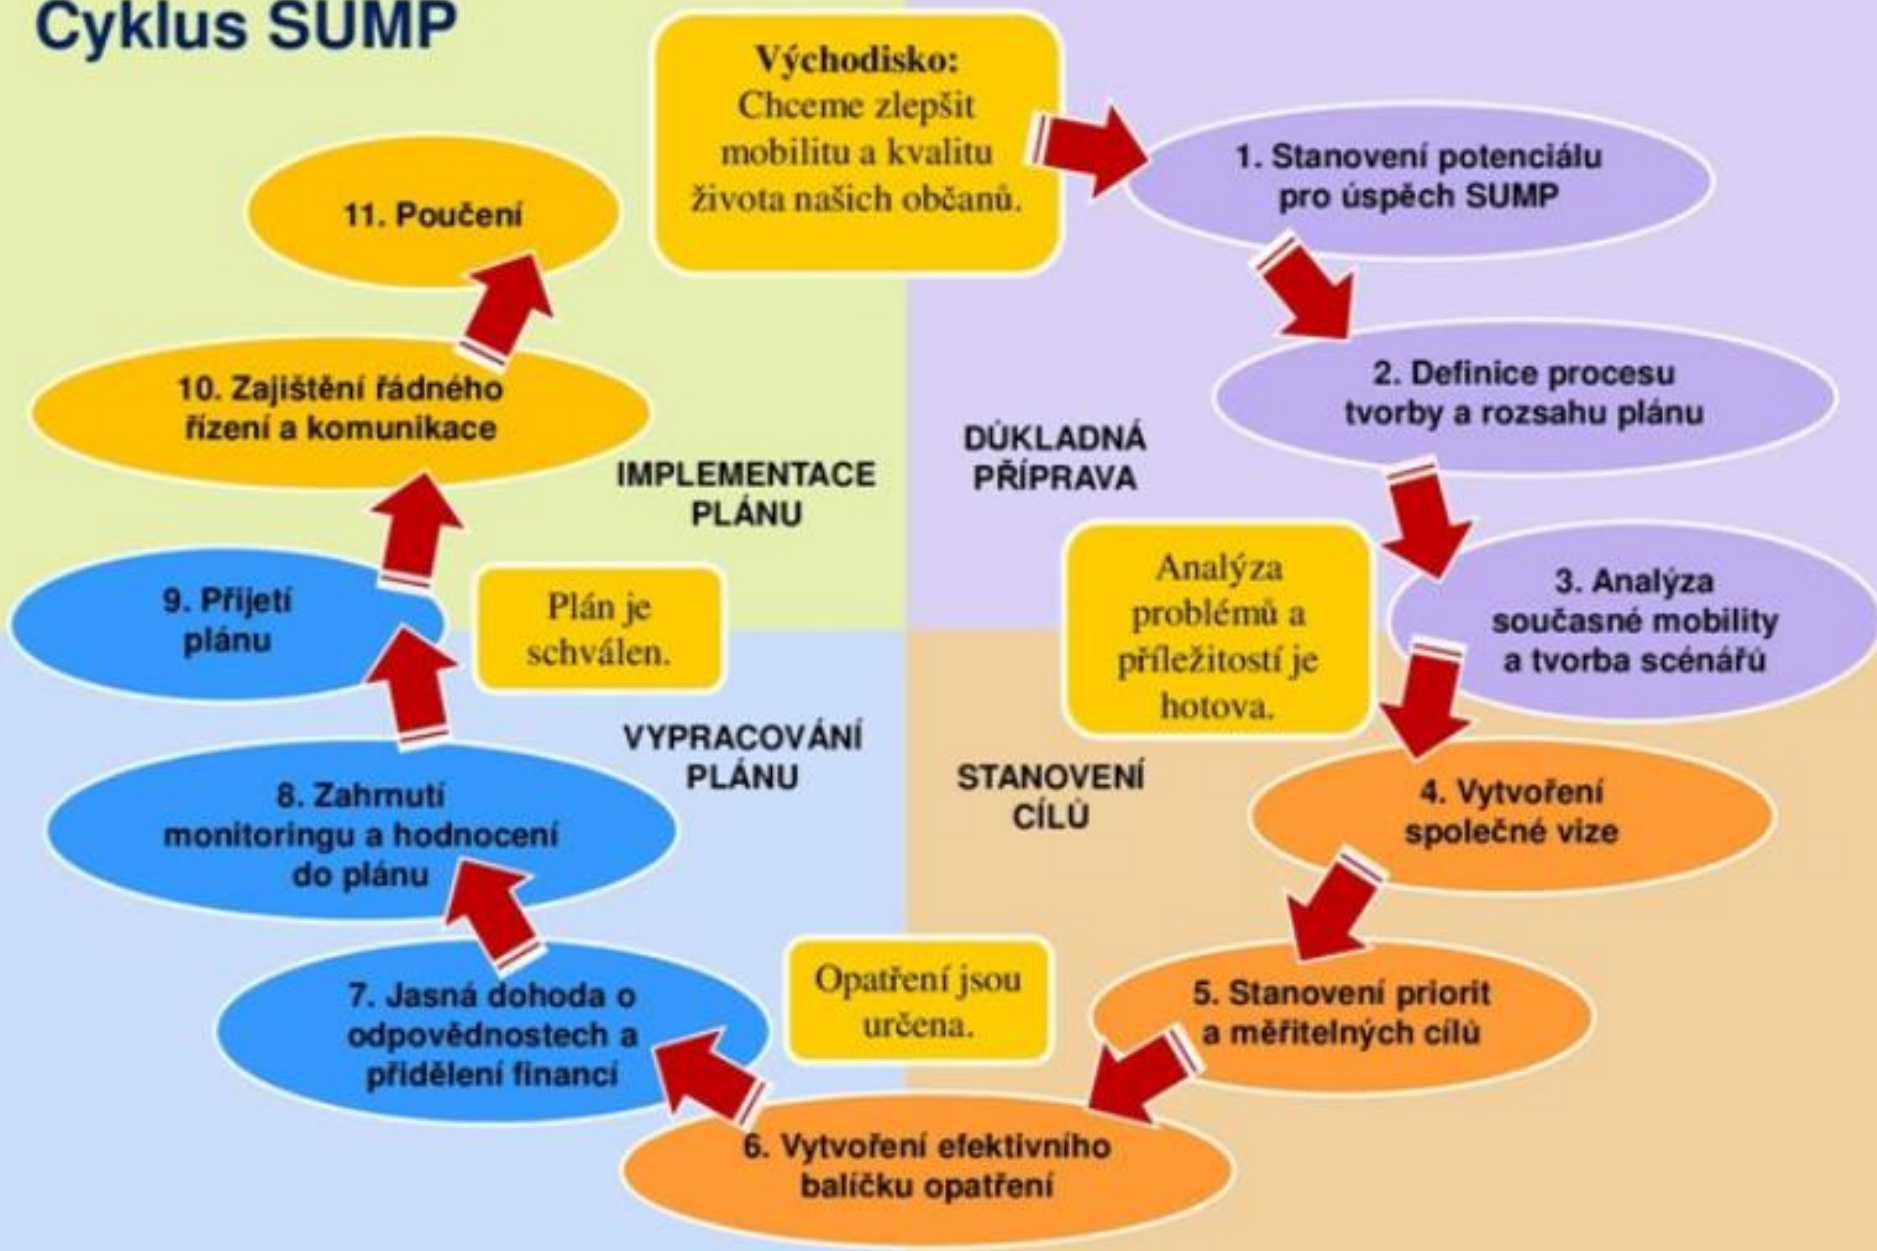 Cyklus SUMP
Východisko:
Chceme zlepšit
mobilitu a kvalitu
života našich občanů.
1. Stanovení potenciálu
pro úspěch SUMP
2. Definice procesu
tvorby a rozsahu plánu
DŮKLADNÁ
PŘÍPRAVA
3. Analýza
současné mobility
a tvorba scénářů
Analýza
problémů a
příležitostí je
hotova.
4. Vytvoření
společné vize
STANOVENÍ
CÍLŮ
5. Stanovení priorit
a měřitelných cílů
6. Vytvoření efektivního
balíčku opatření
Opatření jsou
určena.
7. Jasná dohoda o
odpovědnostech a
přidělení financí
8. Zahrnutí
monitoringu a hodnocení
do plánu
VYPRACOVÁNÍ
PLÁNU
9. Přijetí
plánu
Plán je
schválen.
10. Zajištění řádného
řízení a komunikace
IMPLEMENTACE
PLÁNU
11. Poučení